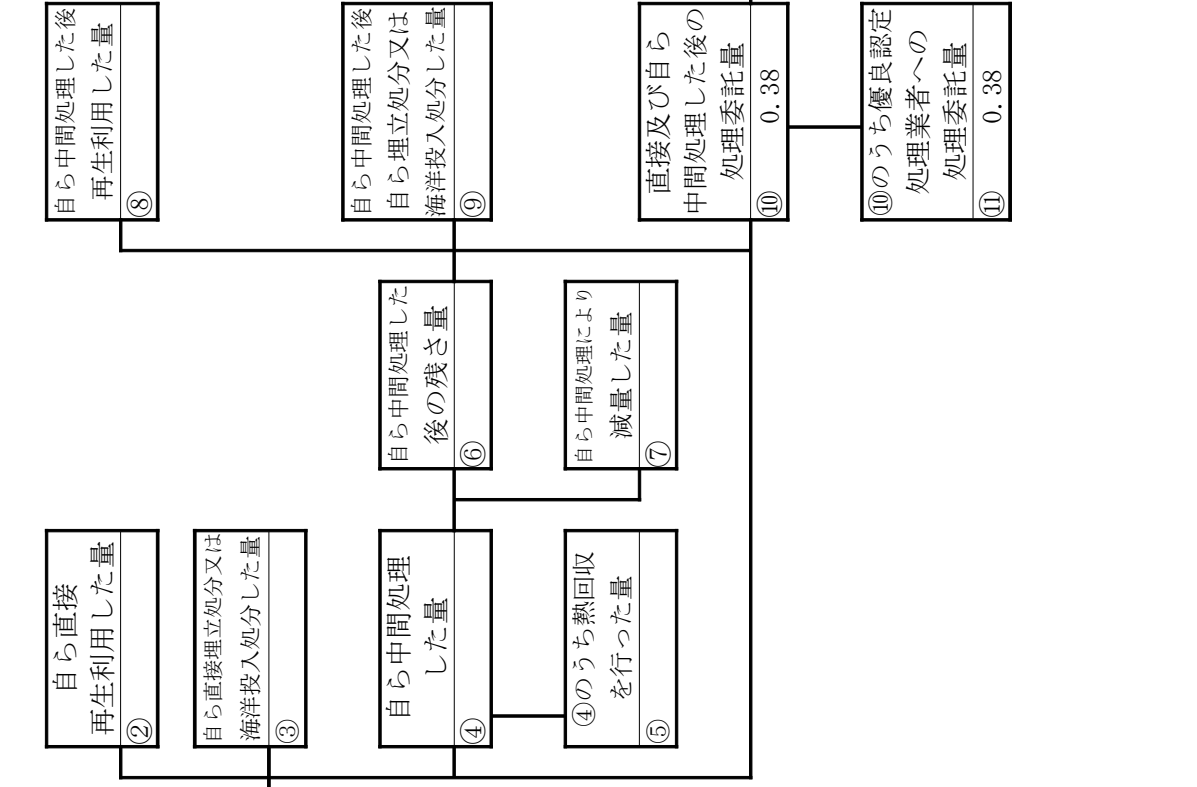 自ら直接
再生利用した量
②
自ら直接埋立処分又は
海洋投入処分した量
③
自ら中間処理
した量
④
④のうち熱回収
を行った量
⑤
自ら中間処理した
後の残さ量
⑥
自ら中間処理により
減量した量
⑦
自ら中間処理した後
再生利用した量
⑧
自ら中間処理した後
自ら埋立処分又は
海洋投入処分した量
⑨
直接及び自ら
中間処理した後の
処理委託量
⑩ 0.38
⑩のうち優良認定
処理業者への
処理委託量
⑪ 0.38